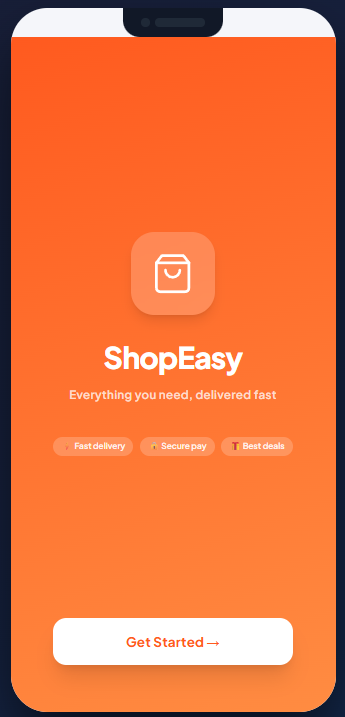 ShopEasy
Everything you need, delivered fast
Fast delivery Secure pay Best deals
Get Started →